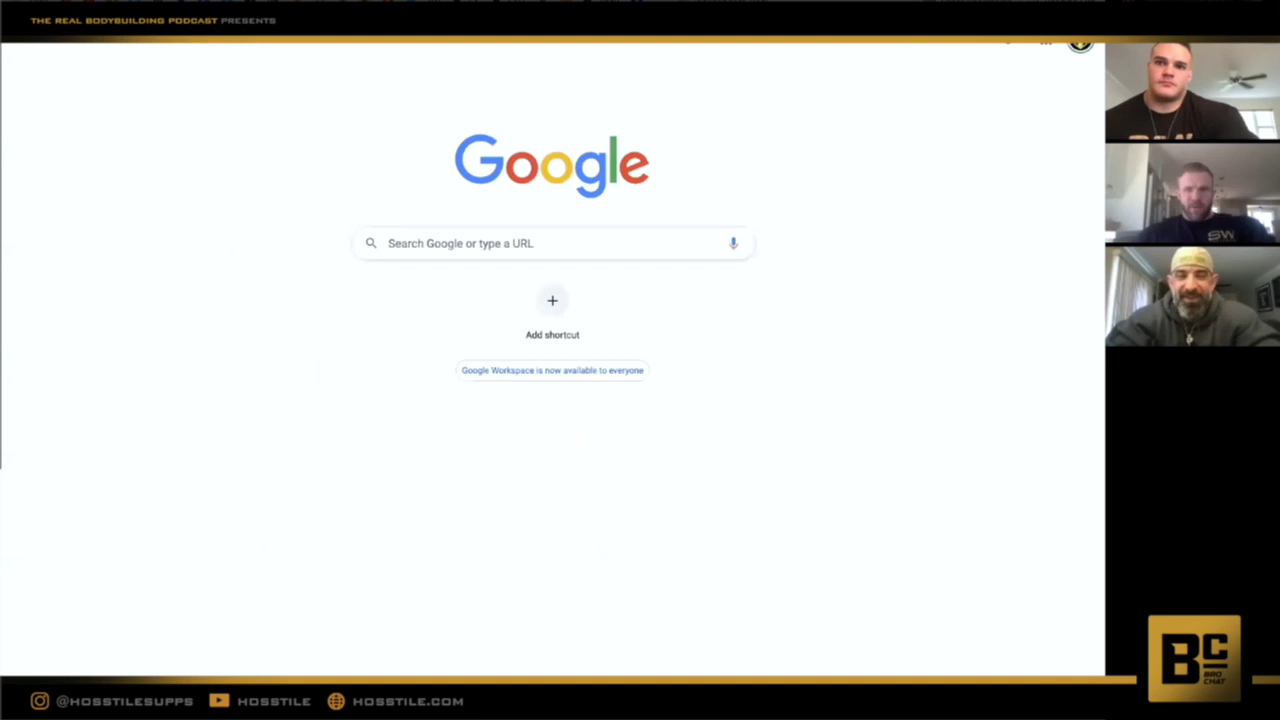 THE REAL BODYBUILDING PODCAST PRESENTS
Google
Search Google or type a URL
Add shortcut
Google Workspace is now available to everyone
SW
BC
BRO
CHAT
@HOSSTILESUPPS HOSSTILE HOSSTILE.COM